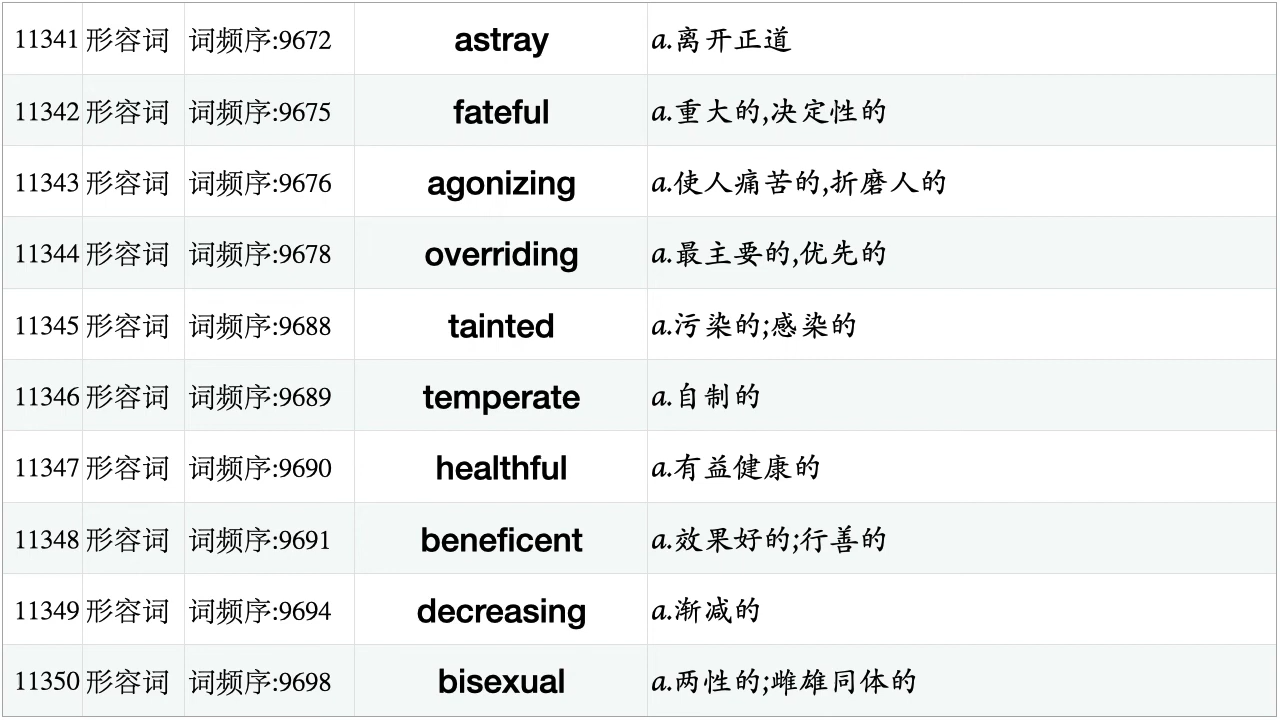 11341 形容词 词频序:9672 astray a.离开正道
11342 形容词 词频序:9675 fateful a.重大的,决定性的
11343 形容词 词频序:9676 agonizing a.使人痛苦的,折磨人的
11344 形容词 词频序:9678 overriding a.最主要的,优先的
11345 形容词 词频序:9688 tainted a.污染的;感染的
11346 形容词 词频序:9689 temperate a.自制的
11347 形容词 词频序:9690 healthful a.有益健康的
11348 形容词 词频序:9691 beneficent a.效果好的;行善的
11349 形容词 词频序:9694 decreasing a.渐减的
11350 形容词 词频序:9698 bisexual a.两性的;雌雄同体的